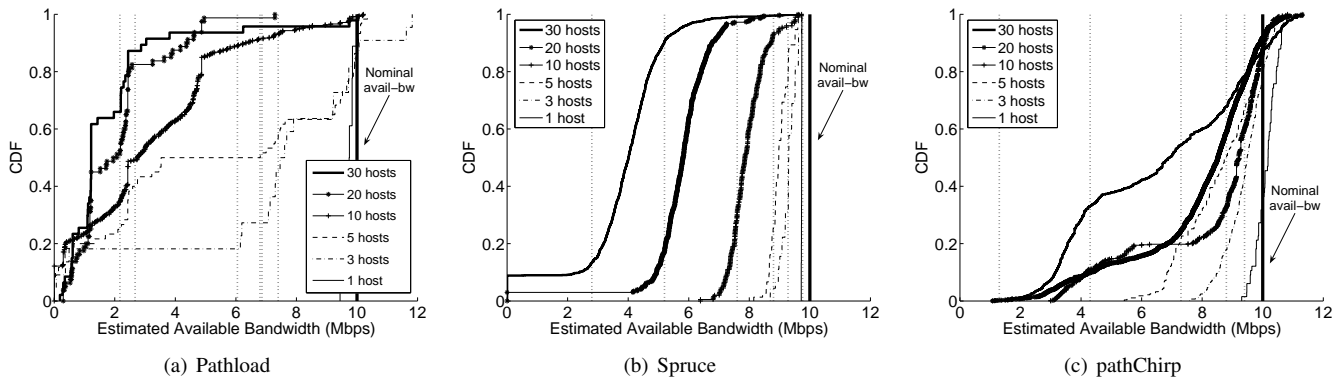 1
0.8
0.6
0.4
0.2
0
CDF
0 2 4 6 8 10 12
Estimated Available Bandwidth (Mbps)
Nominal
avail−bw
30 hosts
20 hosts
10 hosts
5 hosts
3 hosts
1 host
(a) Pathload
1
0.8
0.6
0.4
0.2
0
CDF
0 2 4 6 8 10 12
Estimated Available Bandwidth (Mbps)
30 hosts
20 hosts
10 hosts
5 hosts
3 hosts
1 host
Nominal
avail−bw
(b) Spruce
1
0.8
0.6
0.4
0.2
0
CDF
0 2 4 6 8 10 12
Estimated Available Bandwidth (Mbps)
30 hosts
20 hosts
10 hosts
5 hosts
3 hosts
1 host
Nominal
avail−bw
(c) pathChirp